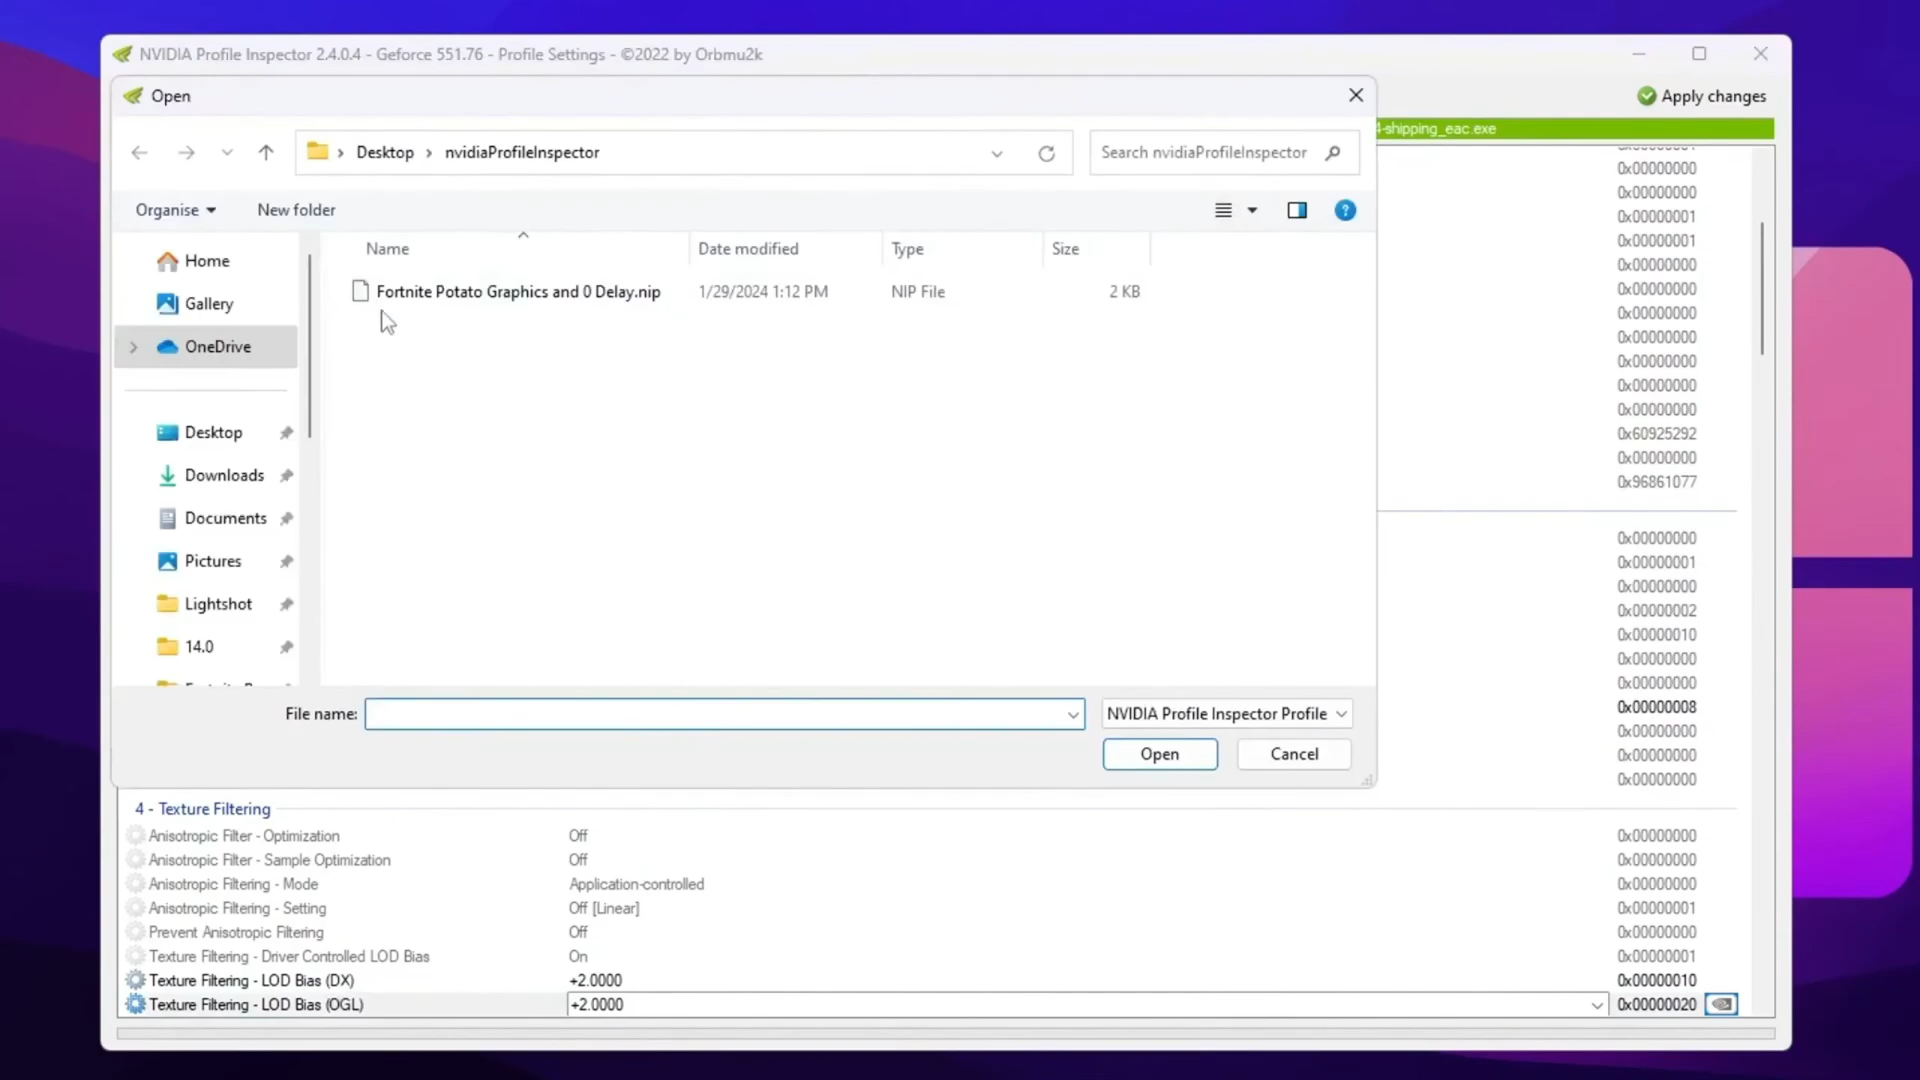 NVIDIA Profile Inspector 2.4.0.4 - Geforce 551.76 - Profile Settings - ©2022 by Orbmu2k
Open
Apply changes
4-shipping_eac.exe
Desktop
nvidiaProfileInspector
Search nvidiaProfileInspector
Organise
New folder
Name
Date modified
Type
Size
Fortnite Potato Graphics and 0 Delay.nip
1/29/2024 1:12 PM
NIP File
2 KB
Home
Gallery
OneDrive
Desktop
Downloads
Documents
Pictures
Lightshot
14.0
File name:
NVIDIA Profile Inspector Profile
Open
Cancel
0x00000000
0x00000000
0x00000001
0x00000001
0x00000000
0x00000000
0x00000000
0x00000000
0x00000000
0x00000000
0x00000000
0x60925292
0x00000000
0x96861077
0x00000000
0x00000001
0x00000000
0x00000002
0x00000010
0x00000000
0x00000000
0x00000008
0x00000000
0x00000000
0x00000000
4 - Texture Filtering
Anisotropic Filter - Optimization Off 0x00000000
Anisotropic Filter - Sample Optimization Off 0x00000000
Anisotropic Filtering - Mode Application-controlled 0x00000000
Anisotropic Filtering - Setting Off [Linear] 0x00000001
Prevent Anisotropic Filtering Off 0x00000000
Texture Filtering - Driver Controlled LOD Bias On 0x00000001
Texture Filtering - LOD Bias (DX) +2.0000 0x00000010
Texture Filtering - LOD Bias (OGL) +2.0000 0x00000020